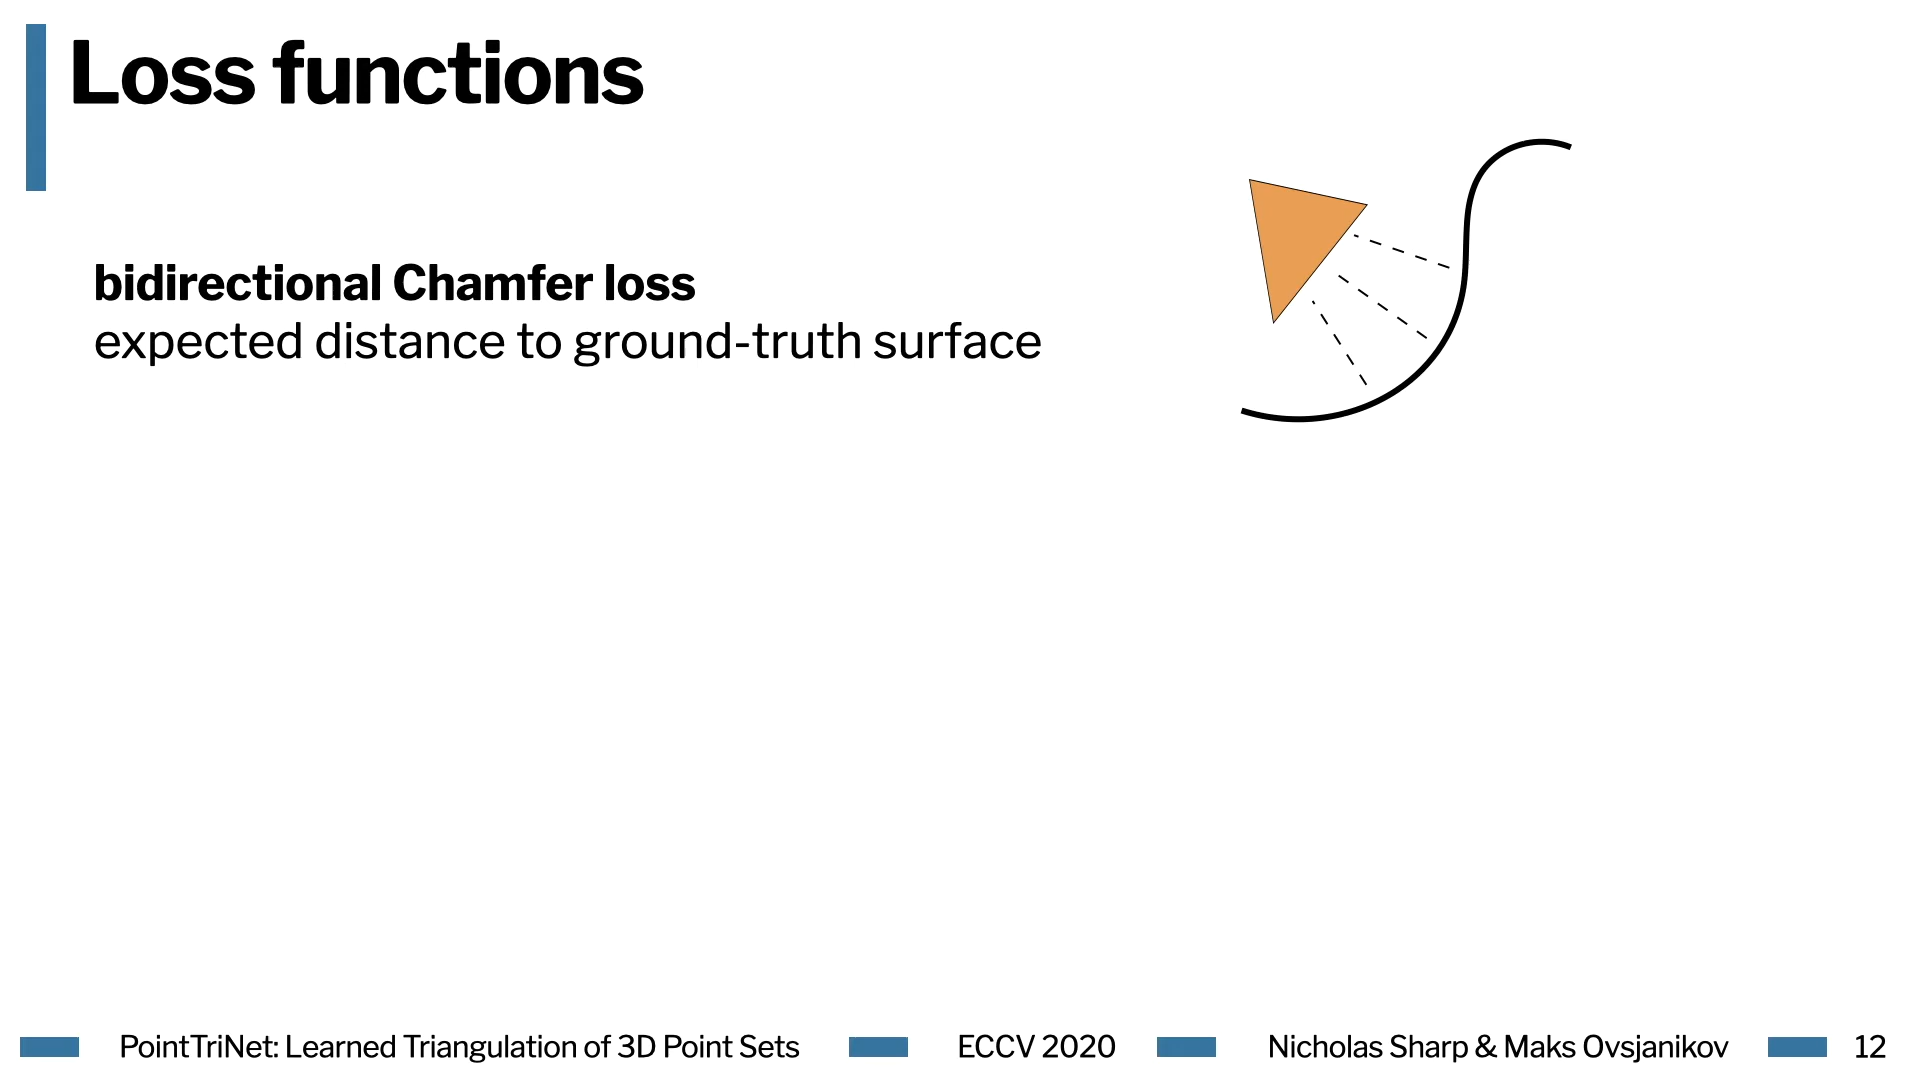 Loss functions
bidirectional Chamfer loss
expected distance to ground-truth surface
PointTriNet: Learned Triangulation of 3D Point Sets
ECCV 2020
Nicholas Sharp & Maks Ovsjanikov
12